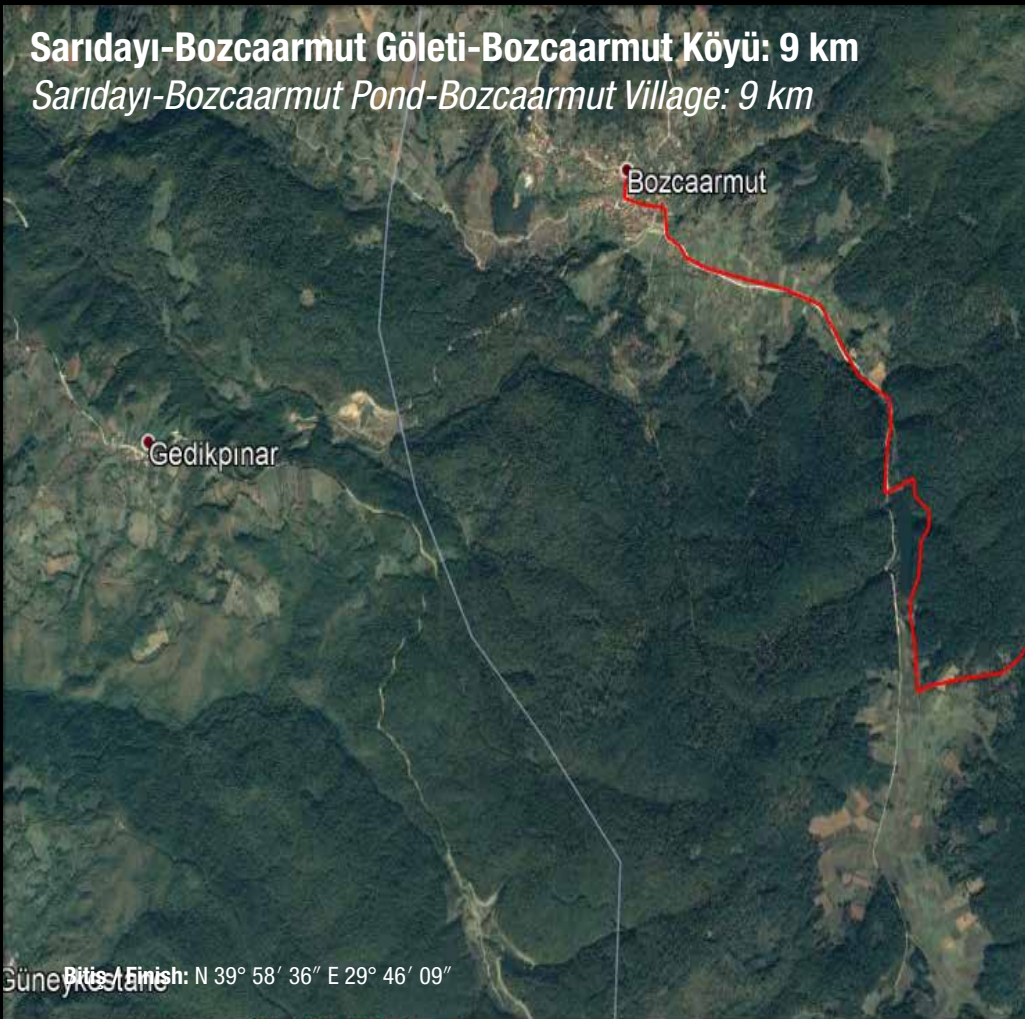 Sarıdayı-Bozcaarmut Göleti-Bozcaarmut Köyü: 9 km
Sarıdayı-Bozcaarmut Pond-Bozcaarmut Village: 9 km
Bozcaarmut
Gedikpınar
Güneykestane
Bitiş / Finish: N 39° 58′ 36″ E 29° 46′ 09″